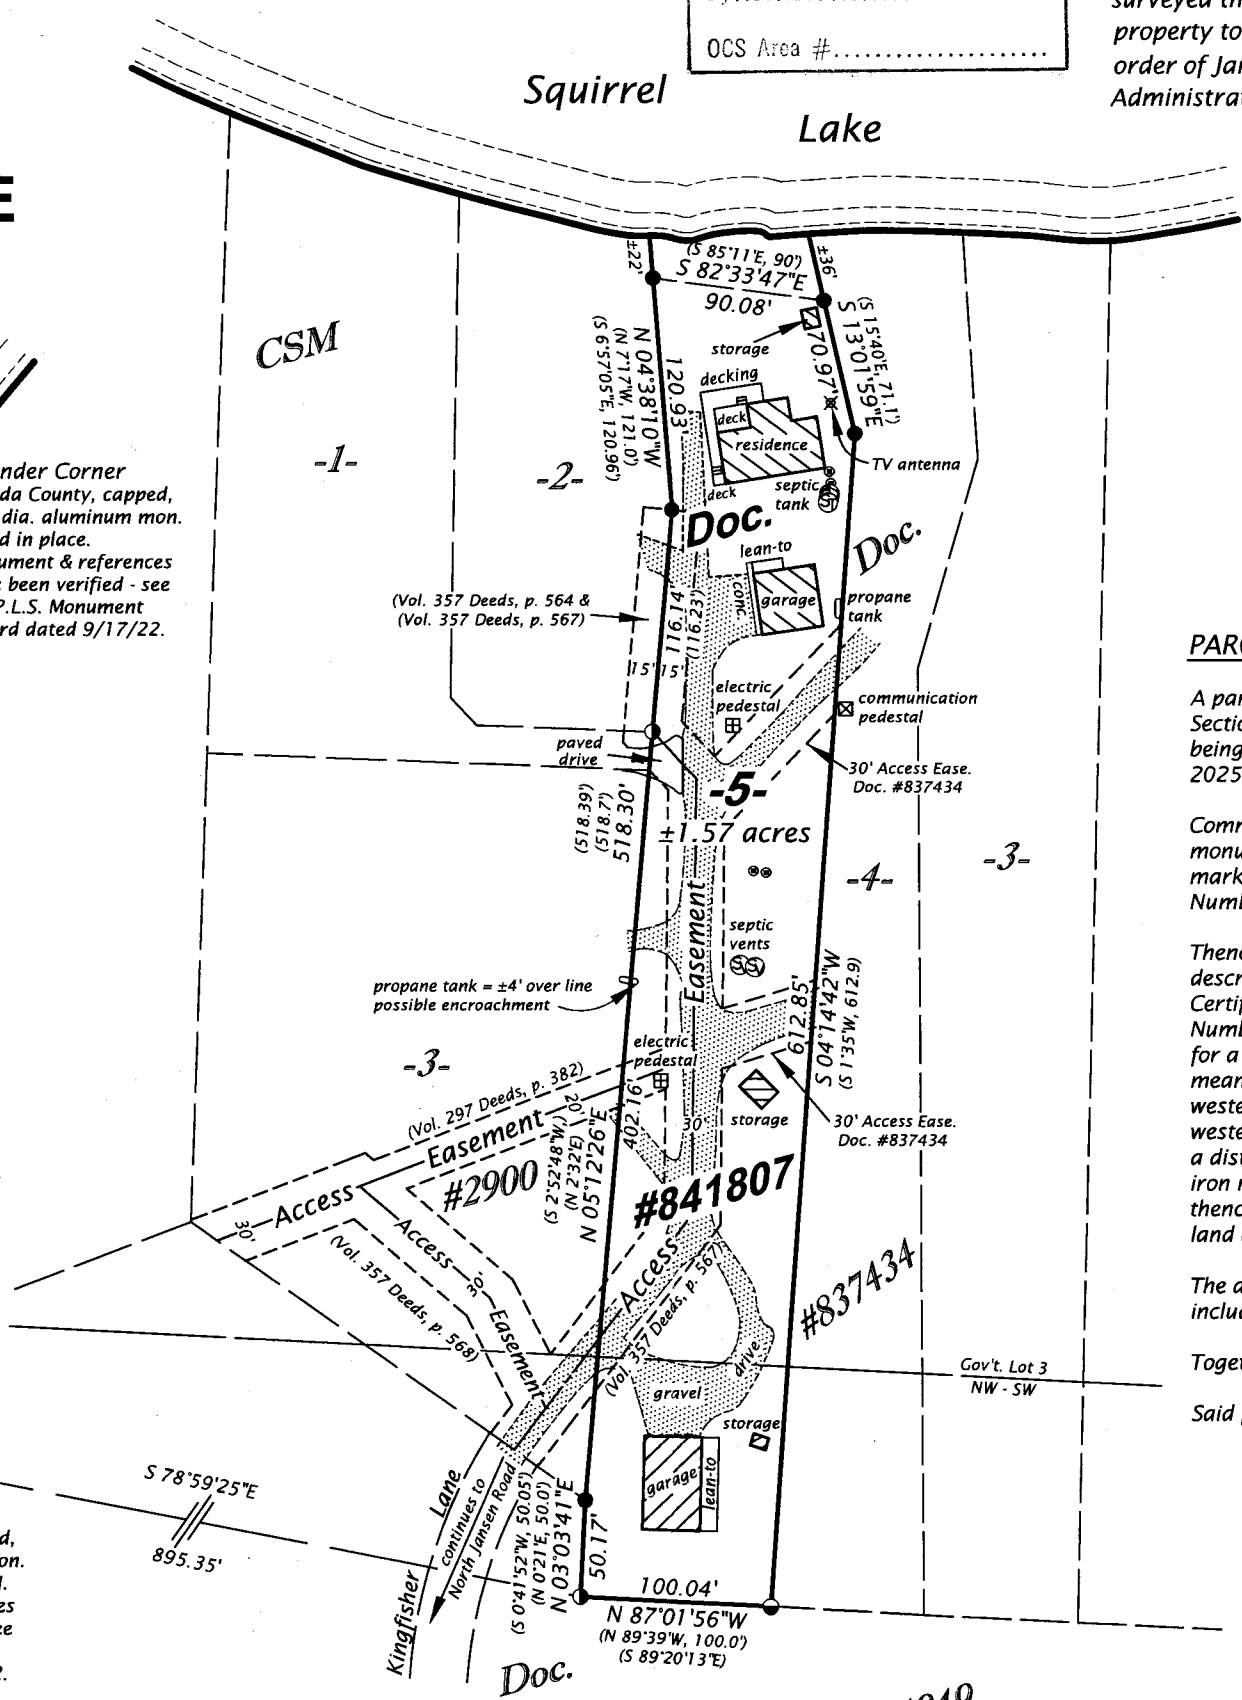 OCS Area #.....................
surveyed th
property to
order of Ja
Administra
Squirrel
Lake
E
CSM
-1-
-2-
nder Corner
da County, capped,
dia. aluminum mon.
d in place.
ument & references
been verified - see
P.L.S. Monument
rd dated 9/17/22.
±22'
(S 85°11'E, 90')
S 82°33'47"E
90.08'
±36'
(S 15°40'E, 71.1')
S 13°01'59"E
70.97'
storage
decking
deck
residence
deck
TV antenna
septic
tank
N 04°38'10"W
120.93'
(N 7°17'W, 121.0')
(S 6°57'05"E, 120.96')
Doc.
Doc.
lean-to
conc.
garage
propane
tank
(Vol. 357 Deeds, p. 564 &
(Vol. 357 Deeds, p. 567)
116.14
(116.23')
15'
15'
electric
pedestal
communication
pedestal
paved
drive
30' Access Ease.
Doc. #837434
-5-
±1.57 acres
(518.39')
(518.7')
518.30'
-4-
-3-
Easement
septic
vents
612.85'
S 04°14'42"W
(S 1°35'W, 612.9)
propane tank = ±4' over line
possible encroachment
electric
pedestal
-3-
(Vol. 297 Deeds, p. 382)
20'
402.16'
30'
storage
30' Access Ease.
Doc. #837434
Access
Easement
30'
#2900
(S 2°52'48"W,)
(N 2°32'E)
N 05°12'26"E
#841807
Access
Access
30'
Easement
(Vol. 357 Deeds, p. 568)
(Vol. 357 Deeds, p. 567)
#837434
drive
gravel
Gov't. Lot 3
NW - SW
storage
garage
lean-to
S 78°59'25"E
895.35'
Kingfisher
Lane
continues to
North Jansen Road
(S 0°41'52"W, 50.05')
(N 0°21'E, 50.0')
N 03°03'41"E
50.17'
100.04'
N 87°01'56"W
(N 89°39'W, 100.0')
(S 89°20'13"E)
Doc.
PAR
A par
Sectio
being
2025
Comm
monu
mark
Numb
Thenc
descr
Certif
Numb
for a
mean
weste
weste
a dist
iron
thenc
land
The a
inclu
Toget
Said
d,
on.
es
ee